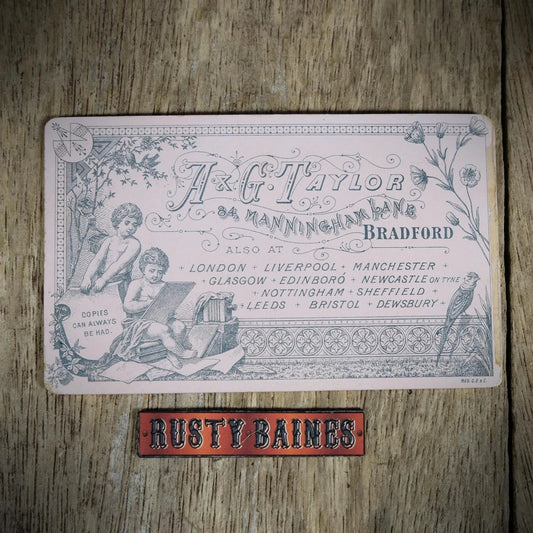 A & G. TAYLOR
84, MANNINGHAM LANE
BRADFORD
ALSO AT
+ LONDON + LIVERPOOL + MANCHESTER +
+ GLASGOW + EDINBORO' + NEWCASTLE ON TYNE
+ NOTTINGHAM + SHEFFIELD +
+ LEEDS + BRISTOL + DEWSBURY +
COPIES
CAN ALWAYS
BE HAD.
RUSTY BAINES